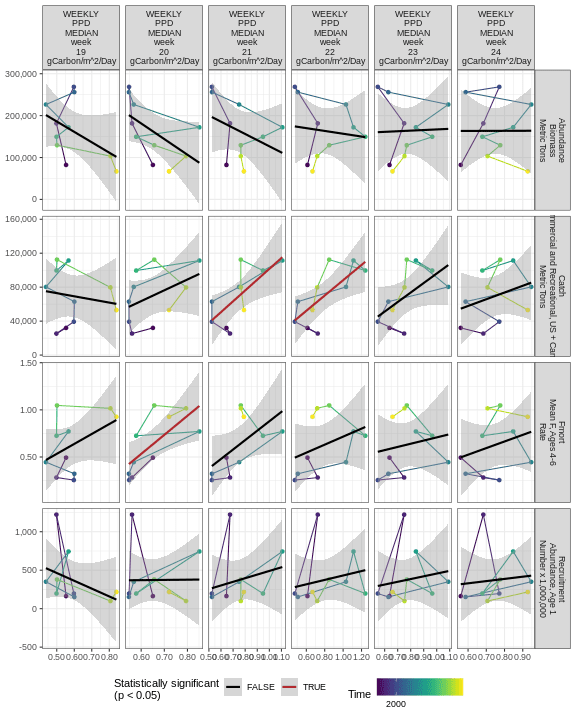 WEEKLY
PPD
MEDIAN
week
19
gCarbon/m^2/Day
WEEKLY
PPD
MEDIAN
week
20
gCarbon/m^2/Day
WEEKLY
PPD
MEDIAN
week
21
gCarbon/m^2/Day
WEEKLY
PPD
MEDIAN
week
22
gCarbon/m^2/Day
WEEKLY
PPD
MEDIAN
week
23
gCarbon/m^2/Day
WEEKLY
PPD
MEDIAN
week
24
gCarbon/m^2/Day
300,000
200,000
100,000
0
Abundance
Biomass
Metric Tons
160,000
120,000
80,000
40,000
0
Catch
and Recreational, US +
Metric Tons
1.50
1.00
0.50
Fmort
Mean F, Ages 4-6
Rate
1,000
500
0
-500
Recruitment
Abundance, Age 1
Number x 1,000,000
0.50 0.60 0.70 0.80
0.60 0.70 0.80
0.50 0.60 0.70 0.80 0.90 1.00 1.10
0.60 0.80 1.00 1.20
0.50 0.60 0.70 0.80 0.90 1.00 1.10
0.60 0.70 0.80 0.90
Statistically significant
(p < 0.05)
FALSE
TRUE
Time
2000